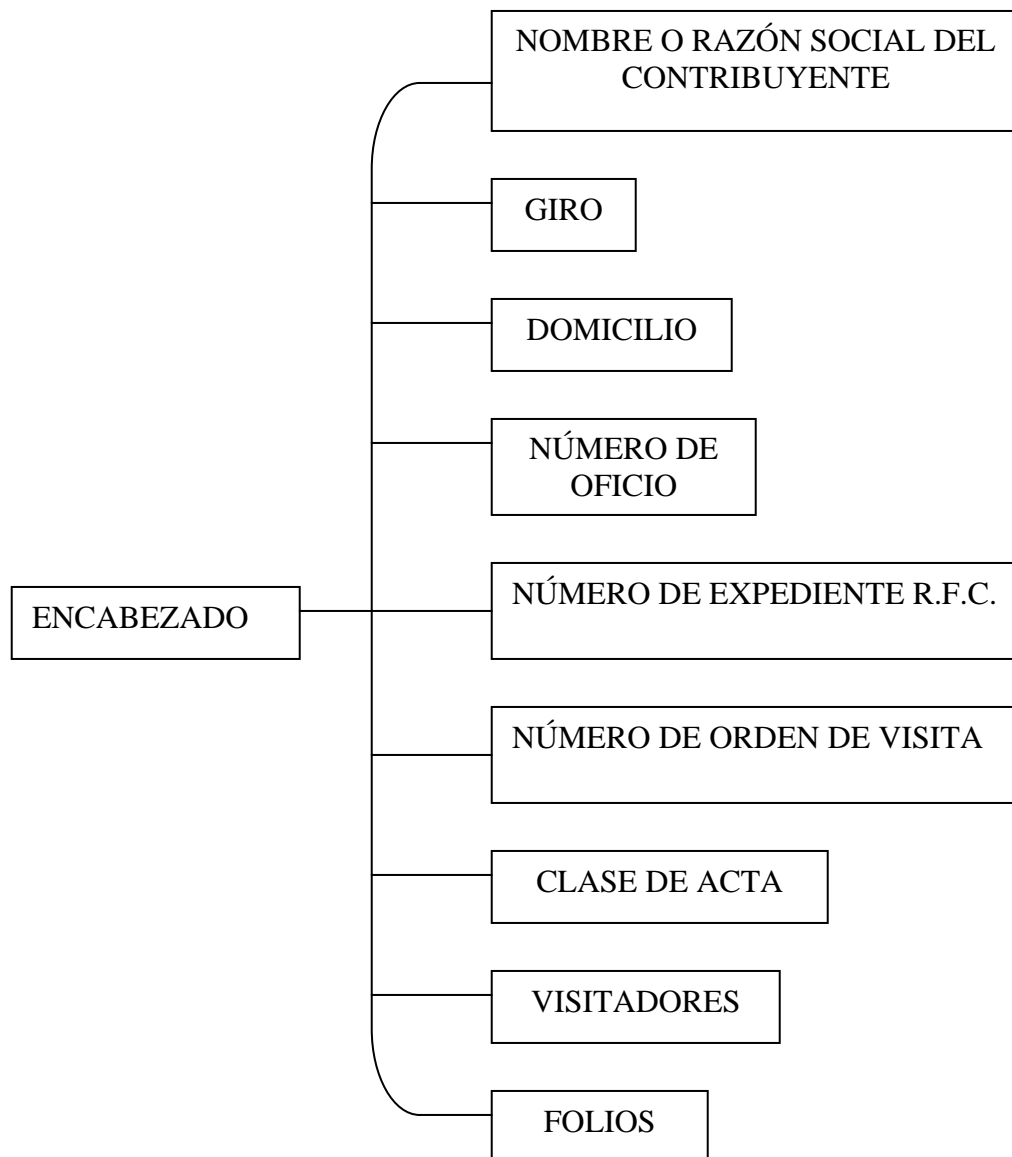 NOMBRE O RAZÓN SOCIAL DEL
CONTRIBUYENTE
GIRO
DOMICILIO
NÚMERO DE
OFICIO
ENCABEZADO
NÚMERO DE EXPEDIENTE R.F.C.
NÚMERO DE ORDEN DE VISITA
CLASE DE ACTA
VISITADORES
FOLIOS